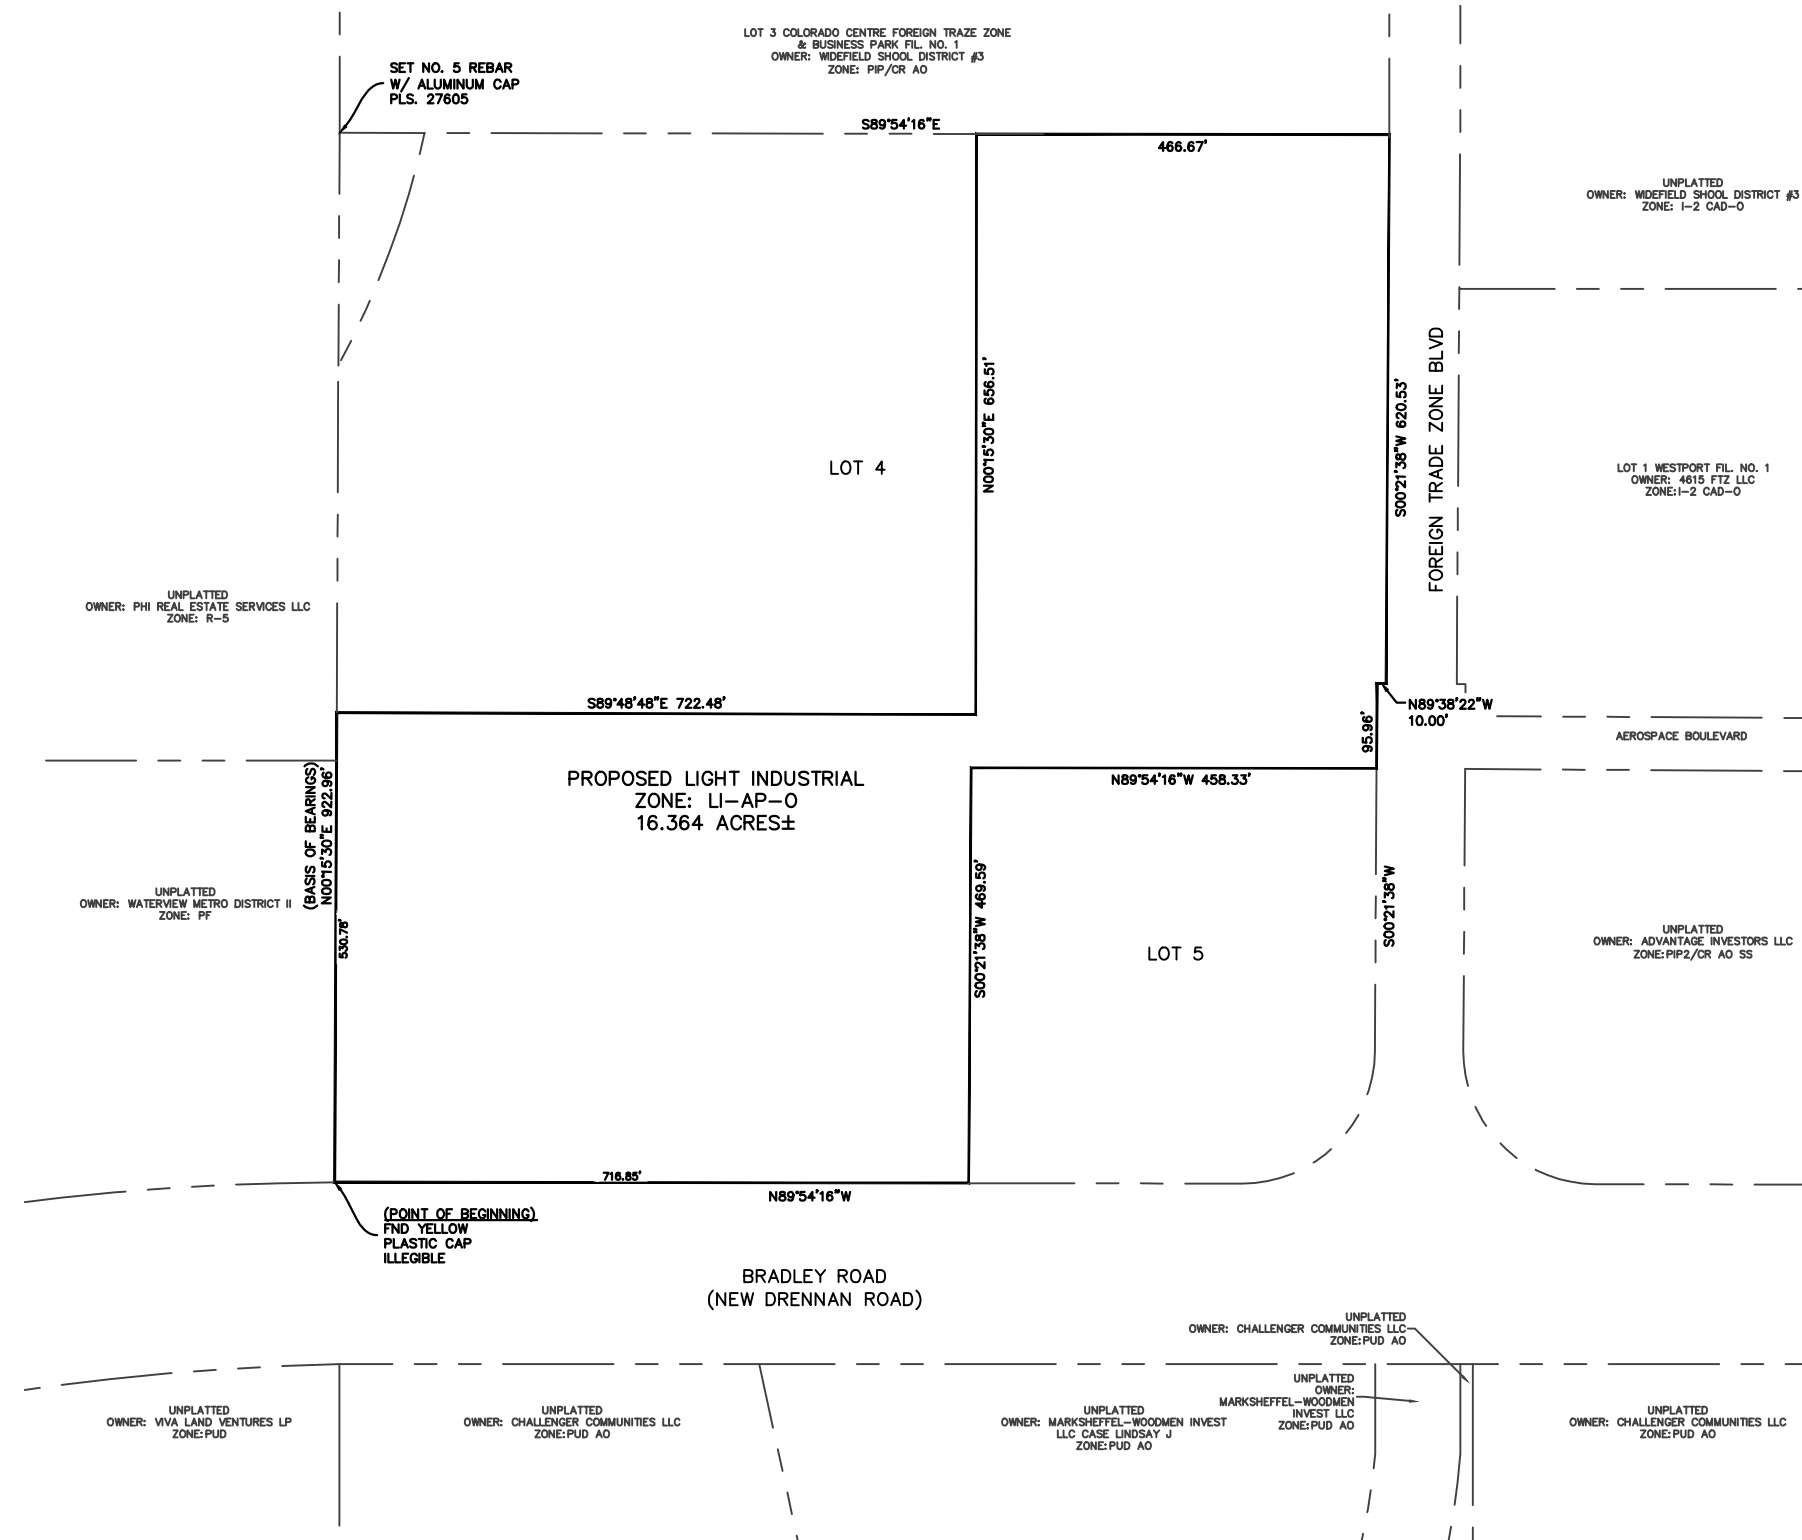 LOT 3 COLORADO CENTRE FOREIGN TRAZE ZONE
& BUSINESS PARK FIL. NO. 1
OWNER: WIDEFIELD SHOOL DISTRICT #3
ZONE: PIP/CR AO
SET NO. 5 REBAR
W/ ALUMINUM CAP
PLS. 27605
S89°54'16"E
466.67'
UNPLATTED
OWNER: WIDEFIELD SHOOL DISTRICT #3
ZONE: I-2 CAD-O
N00°15'30"E 656.51'
S00°21'38"W 620.53'
FOREIGN TRADE ZONE BLVD
LOT 4
LOT 1 WESTPORT FIL. NO. 1
OWNER: 4615 FTZ LLC
ZONE:I-2 CAD-O
UNPLATTED
OWNER: PHI REAL ESTATE SERVICES LLC
ZONE: R-5
S89°48'48"E 722.48'
N89°38'22"W
10.00'
95.96'
AEROSPACE BOULEVARD
PROPOSED LIGHT INDUSTRIAL
ZONE: LI-AP-O
16.364 ACRES±
N89°54'16"W 458.33'
(BASIS OF BEARINGS)
N00°15'30"E 922.96'
530.78'
UNPLATTED
OWNER: WATERVIEW METRO DISTRICT II
ZONE: PF
S00°21'38"W 469.59'
LOT 5
S00°21'38"W
UNPLATTED
OWNER: ADVANTAGE INVESTORS LLC
ZONE:PIP2/CR AO SS
716.85'
N89°54'16"W
(POINT OF BEGINNING)
FND YELLOW
PLASTIC CAP
ILLEGIBLE
BRADLEY ROAD
(NEW DRENNAN ROAD)
UNPLATTED
OWNER: CHALLENGER COMMUNITIES LLC
ZONE:PUD AO
UNPLATTED
OWNER:
MARKSHEFFEL-WOODMEN
INVEST LLC
ZONE:PUD AO
UNPLATTED
OWNER: VIVA LAND VENTURES LP
ZONE:PUD
UNPLATTED
OWNER: CHALLENGER COMMUNITIES LLC
ZONE:PUD AO
UNPLATTED
OWNER: MARKSHEFFEL-WOODMEN INVEST
LLC CASE LINDSAY J
ZONE:PUD AO
UNPLATTED
OWNER: CHALLENGER COMMUNITIES LLC
ZONE:PUD AO